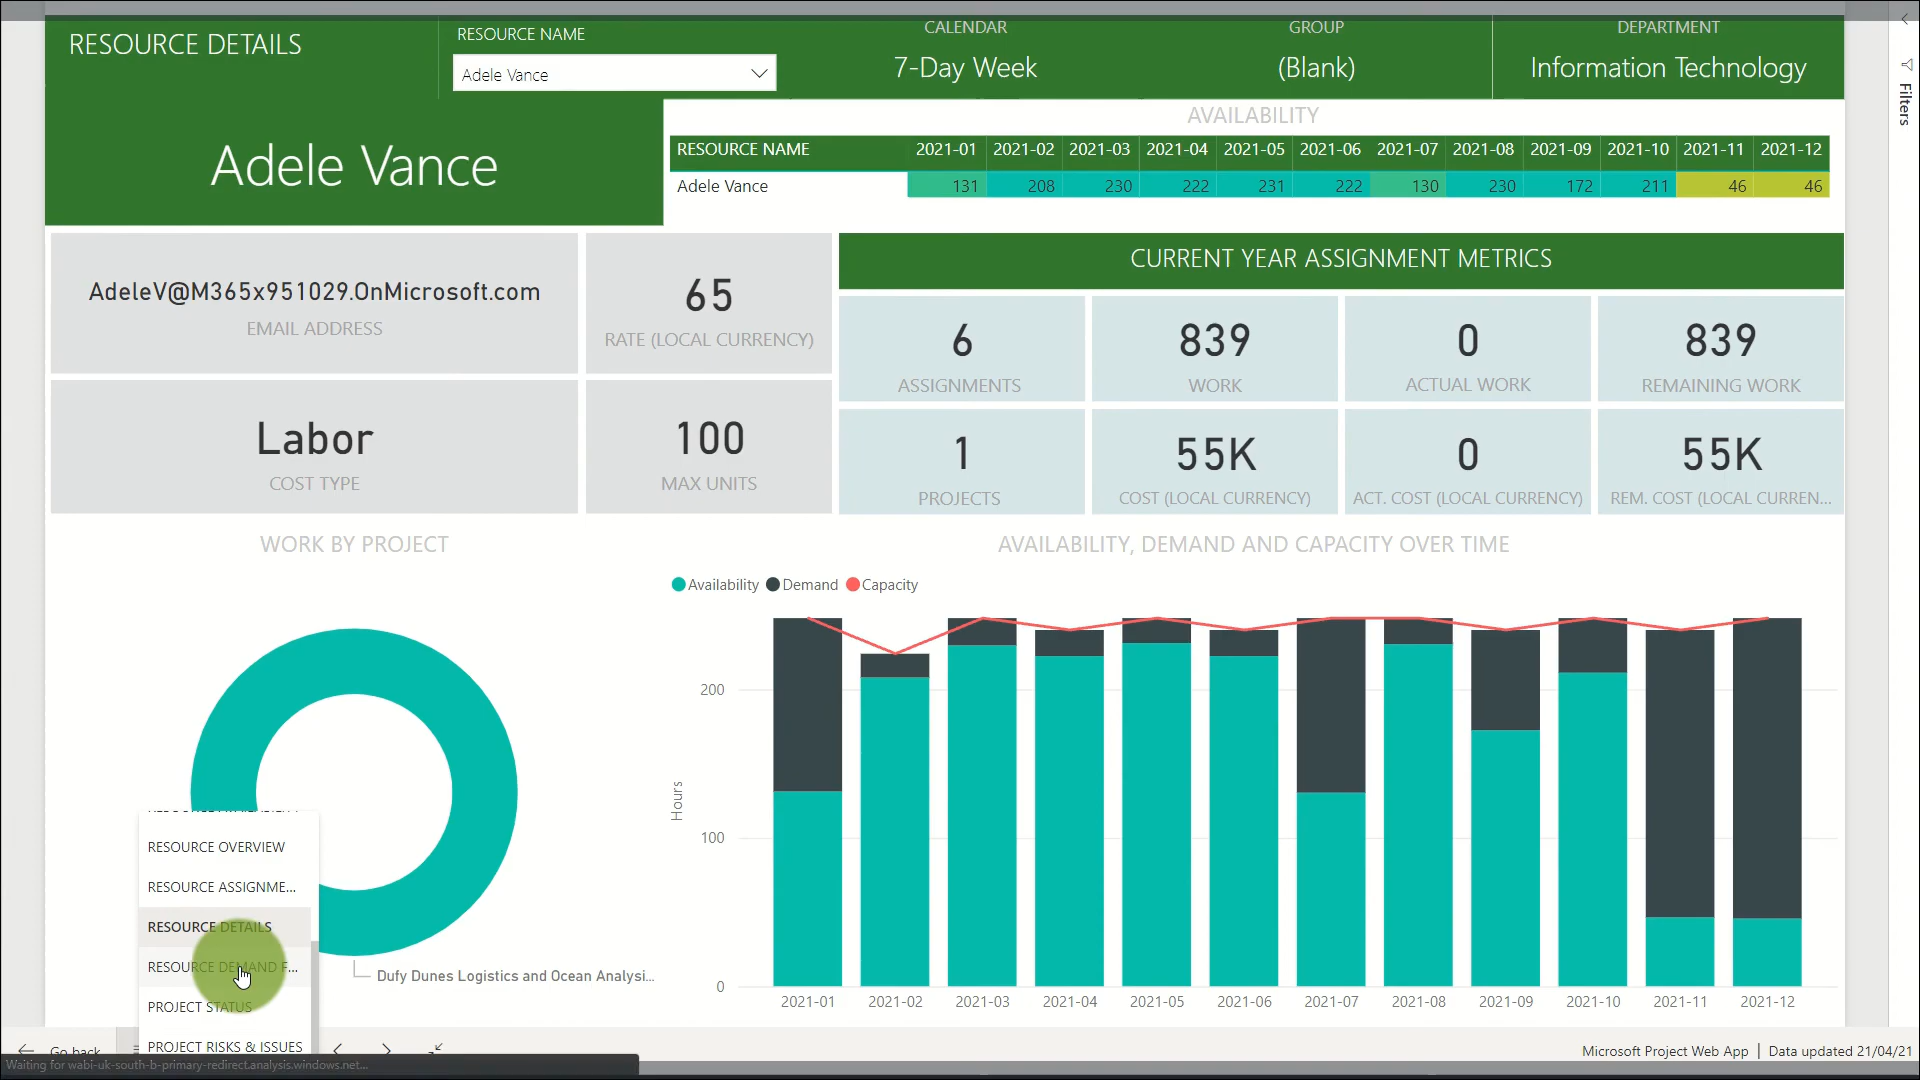 RESOURCE DETAILS
RESOURCE NAME
Adele Vance
CALENDAR
7-Day Week
GROUP
(Blank)
DEPARTMENT
Information Technology
Filters
Adele Vance
AVAILABILITY
RESOURCE NAME 2021-01 2021-02 2021-03 2021-04 2021-05 2021-06 2021-07 2021-08 2021-09 2021-10 2021-11 2021-12
Adele Vance 131 208 230 222 231 222 130 230 172 211 46 46
AdeleV@M365x951029.OnMicrosoft.com
EMAIL ADDRESS
65
RATE (LOCAL CURRENCY)
Labor
COST TYPE
100
MAX UNITS
CURRENT YEAR ASSIGNMENT METRICS
6
ASSIGNMENTS
839
WORK
0
ACTUAL WORK
839
REMAINING WORK
1
PROJECTS
55K
COST (LOCAL CURRENCY)
0
ACT. COST (LOCAL CURRENCY)
55K
REM. COST (LOCAL CURREN...
WORK BY PROJECT
Dufy Dunes Logistics and Ocean Analysi...
AVAILABILITY, DEMAND AND CAPACITY OVER TIME
Availability Demand Capacity
Hours
200
100
0
2021-01 2021-02 2021-03 2021-04 2021-05 2021-06 2021-07 2021-08 2021-09 2021-10 2021-11 2021-12
RESOURCE OVERVIEW
RESOURCE ASSIGNME...
RESOURCE DETAILS
RESOURCE DEMAND F...
PROJECT STATUS
PROJECT RISKS & ISSUES
Go back
Waiting for wabi-uk-south-b-primary-redirect.analysis.windows.net...
Microsoft Project Web App | Data updated 21/04/21